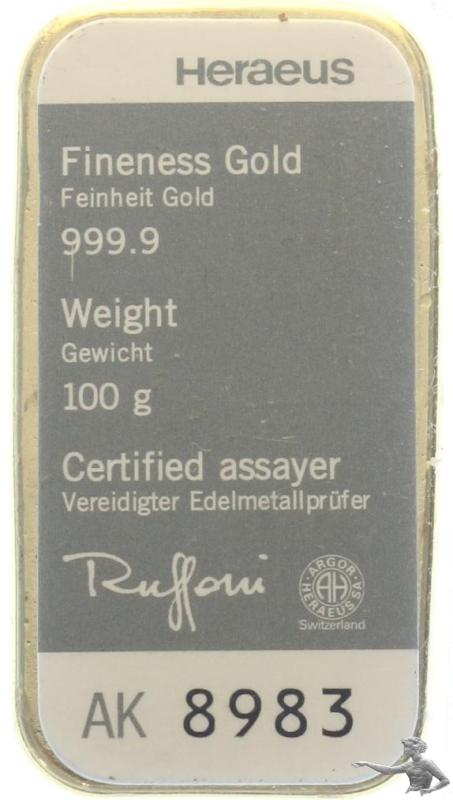 Heraeus
Fineness Gold
Feinheit Gold
999.9
Weight
Gewicht
100 g
Certified assayer
Vereidigter Edelmetallprüfer
Ruffoni
ARGOR HERAEUS SA
AH
Switzerland
AK 8983